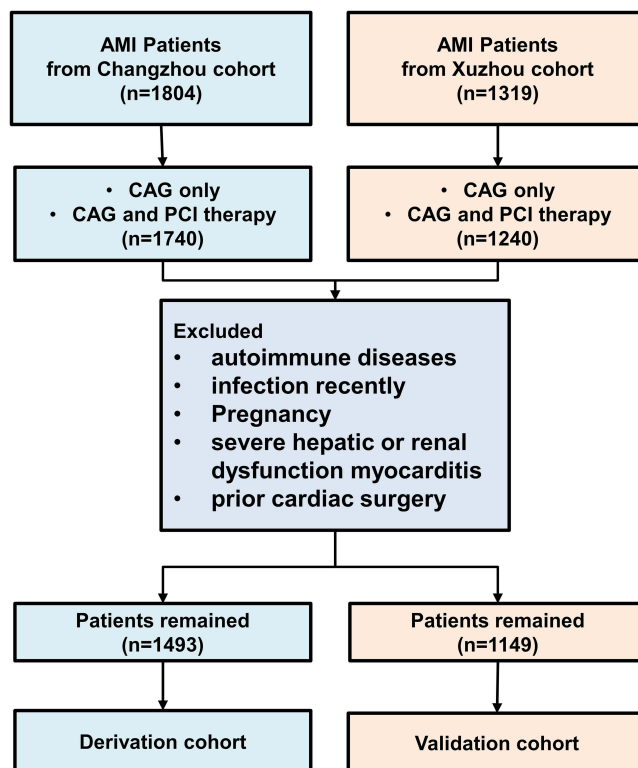 AMI Patients
from Changzhou cohort
(n=1804)
AMI Patients
from Xuzhou cohort
(n=1319)
• CAG only
• CAG and PCI therapy
(n=1740)
• CAG only
• CAG and PCI therapy
(n=1240)
Excluded
• autoimmune diseases
• infection recently
• Pregnancy
• severe hepatic or renal
dysfunction myocarditis
• prior cardiac surgery
Patients remained
(n=1493)
Patients remained
(n=1149)
Derivation cohort
Validation cohort